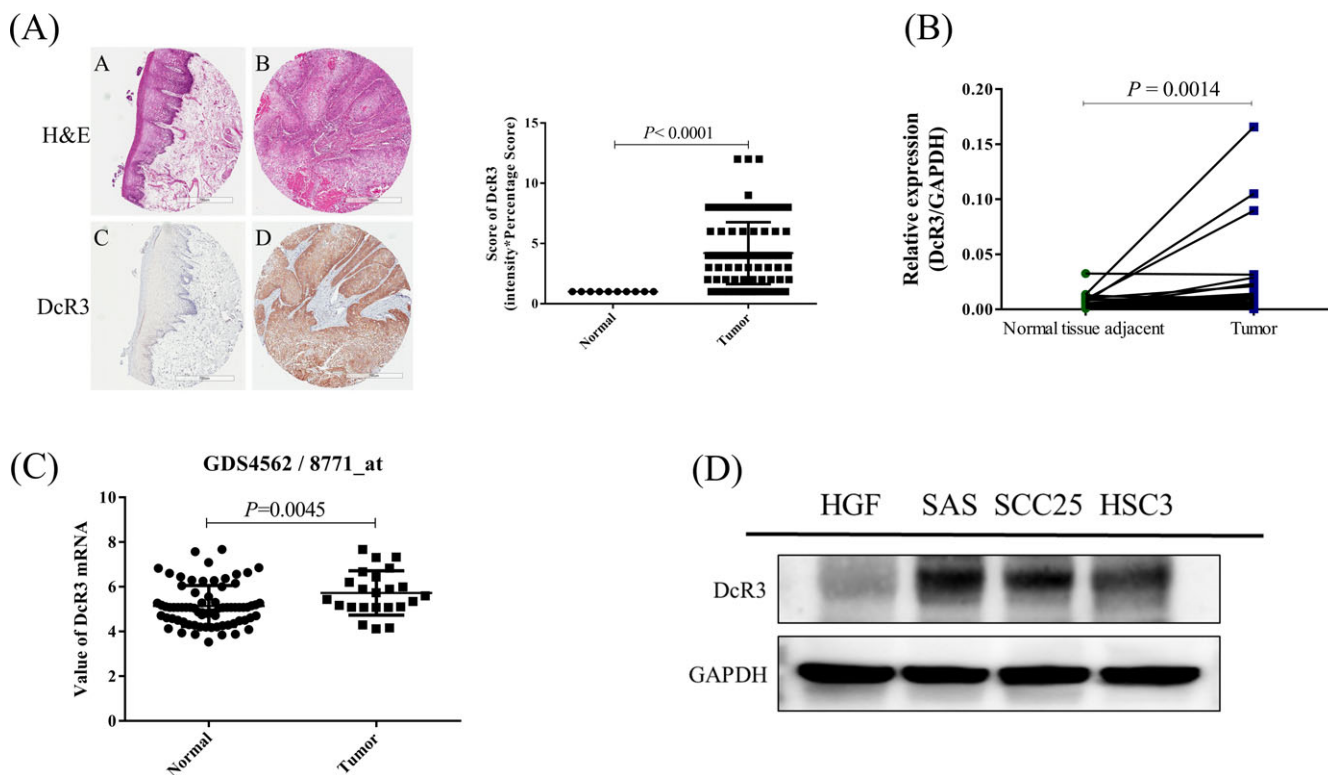 (A)
A
B
H&E
C
D
DcR3
Score of DcR3
(intensity*Percentage Score)
15
10
5
0
P< 0.0001
Normal
Tumor
(B)
P = 0.0014
Relative expression
(DcR3/GAPDH)
0.20
0.15
0.10
0.05
0.00
Normal tissue adjacent
Tumor
(C)
GDS4562 / 8771_at
P=0.0045
Value of DcR3 mRNA
10
8
6
4
2
0
Normal
Tumor
(D)
HGF SAS SCC25 HSC3
DcR3
GAPDH